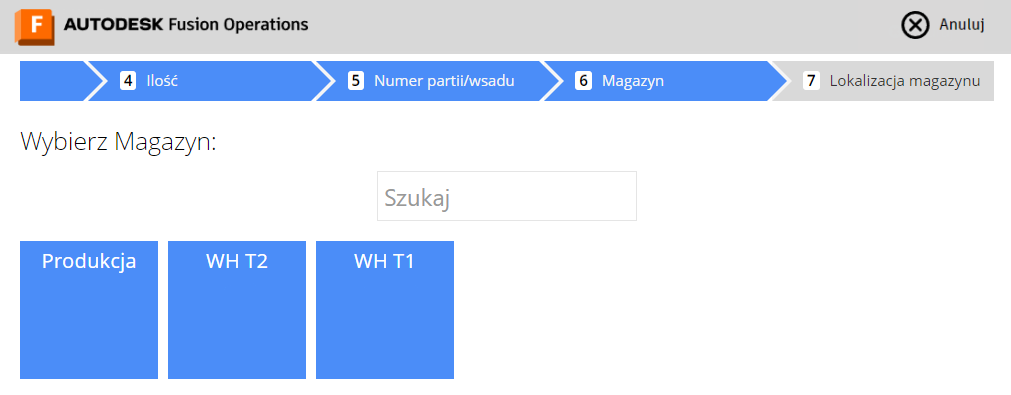 F AUTODESK Fusion Operations Anuluj
4 Ilość 5 Numer partii/wsadu 6 Magazyn 7 Lokalizacja magazynu
Wybierz Magazyn:
Szukaj
Produkcja WH T2 WH T1